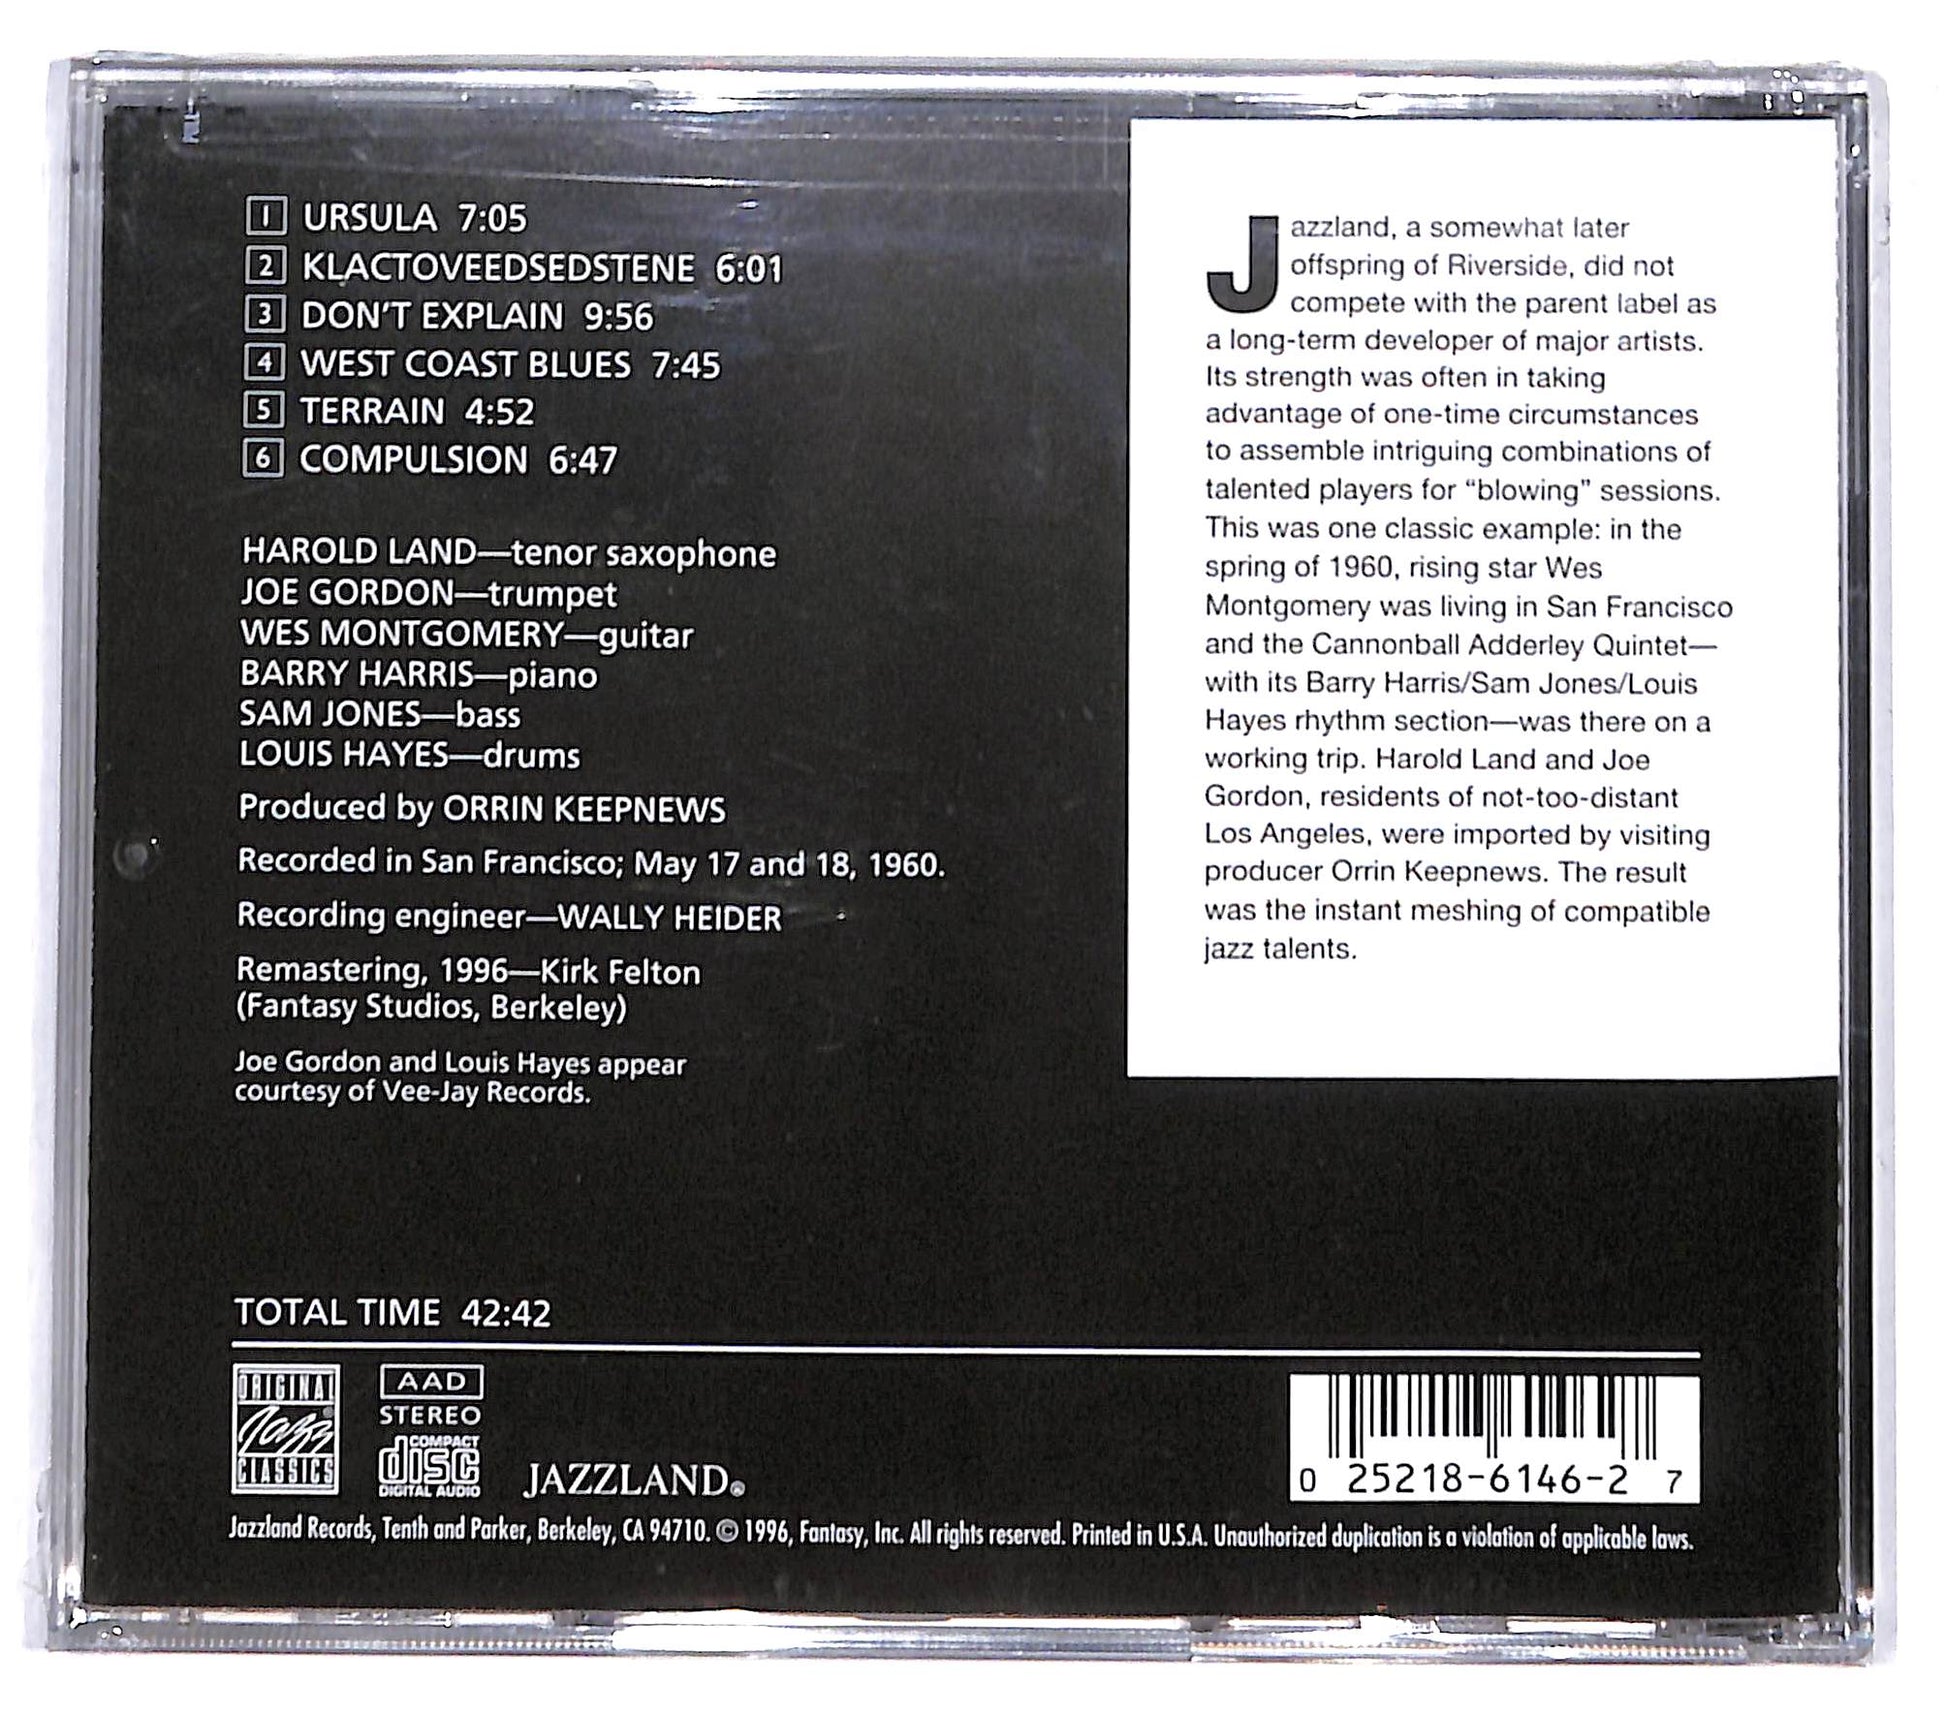 1 URSULA 7:05
2 KLACTOVEEDSEDSTENE 6:01
3 DON'T EXPLAIN 9:56
4 WEST COAST BLUES 7:45
5 TERRAIN 4:52
6 COMPULSION 6:47
HAROLD LAND—tenor saxophone
JOE GORDON—trumpet
WES MONTGOMERY—guitar
BARRY HARRIS—piano
SAM JONES—bass
LOUIS HAYES—drums
Produced by ORRIN KEEPNEWS
Recorded in San Francisco; May 17 and 18, 1960.
Recording engineer—WALLY HEIDER
Remastering, 1996—Kirk Felton
(Fantasy Studios, Berkeley)
Joe Gordon and Louis Hayes appear
courtesy of Vee-Jay Records.
Jazzland, a somewhat later
offspring of Riverside, did not
compete with the parent label as
a long-term developer of major artists.
Its strength was often in taking
advantage of one-time circumstances
to assemble intriguing combinations of
talented players for “blowing” sessions.
This was one classic example: in the
spring of 1960, rising star Wes
Montgomery was living in San Francisco
and the Cannonball Adderley Quintet—
with its Barry Harris/Sam Jones/Louis
Hayes rhythm section—was there on a
working trip. Harold Land and Joe
Gordon, residents of not-too-distant
Los Angeles, were imported by visiting
producer Orrin Keepnews. The result
was the instant meshing of compatible
jazz talents.
TOTAL TIME 42:42
ORIGINAL
Jazz
CLASSICS
AAD
STEREO
COMPACT
disc
DIGITAL AUDIO
JAZZLAND®
0 25218-6146-2 7
Jazzland Records, Tenth and Parker, Berkeley, CA 94710. © 1996, Fantasy, Inc. All rights reserved. Printed in U.S.A. Unauthorized duplication is a violation of applicable laws.